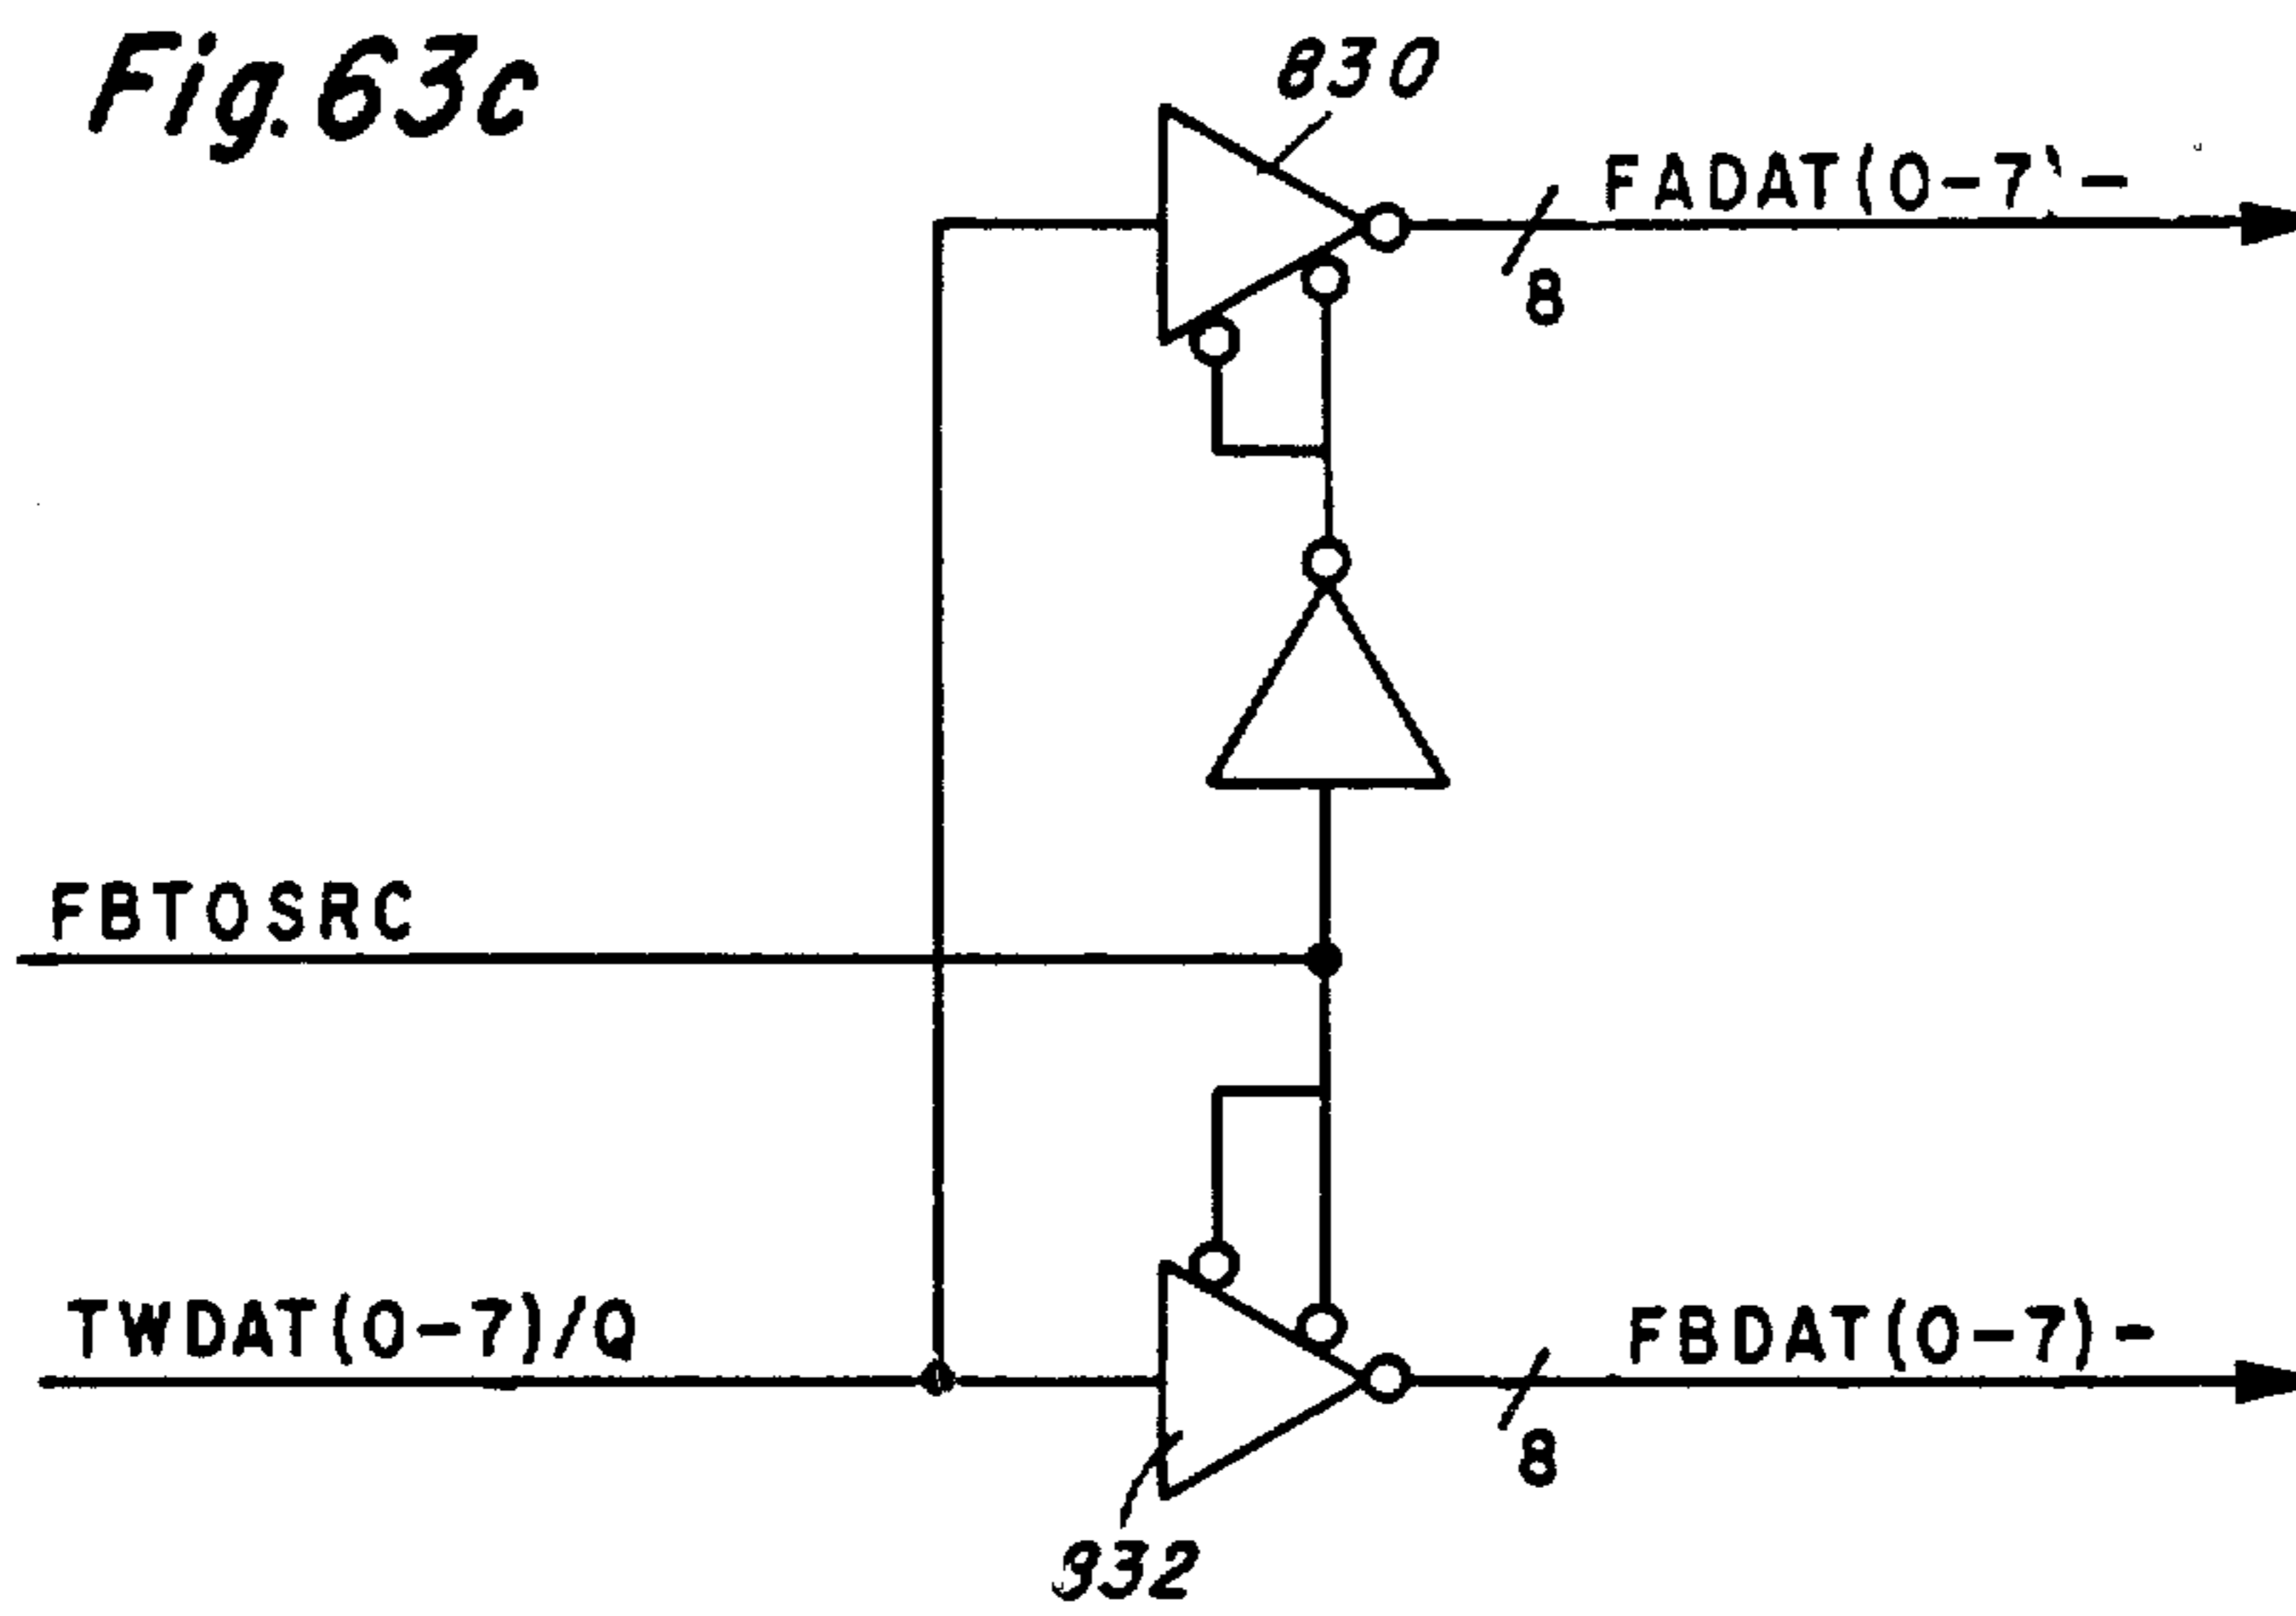 Fig. 63c
830
FADAT(0-7)-
8
FBTOSRC
TWDAT(0-7)/Q
FBDAT(0-7)-
8
932